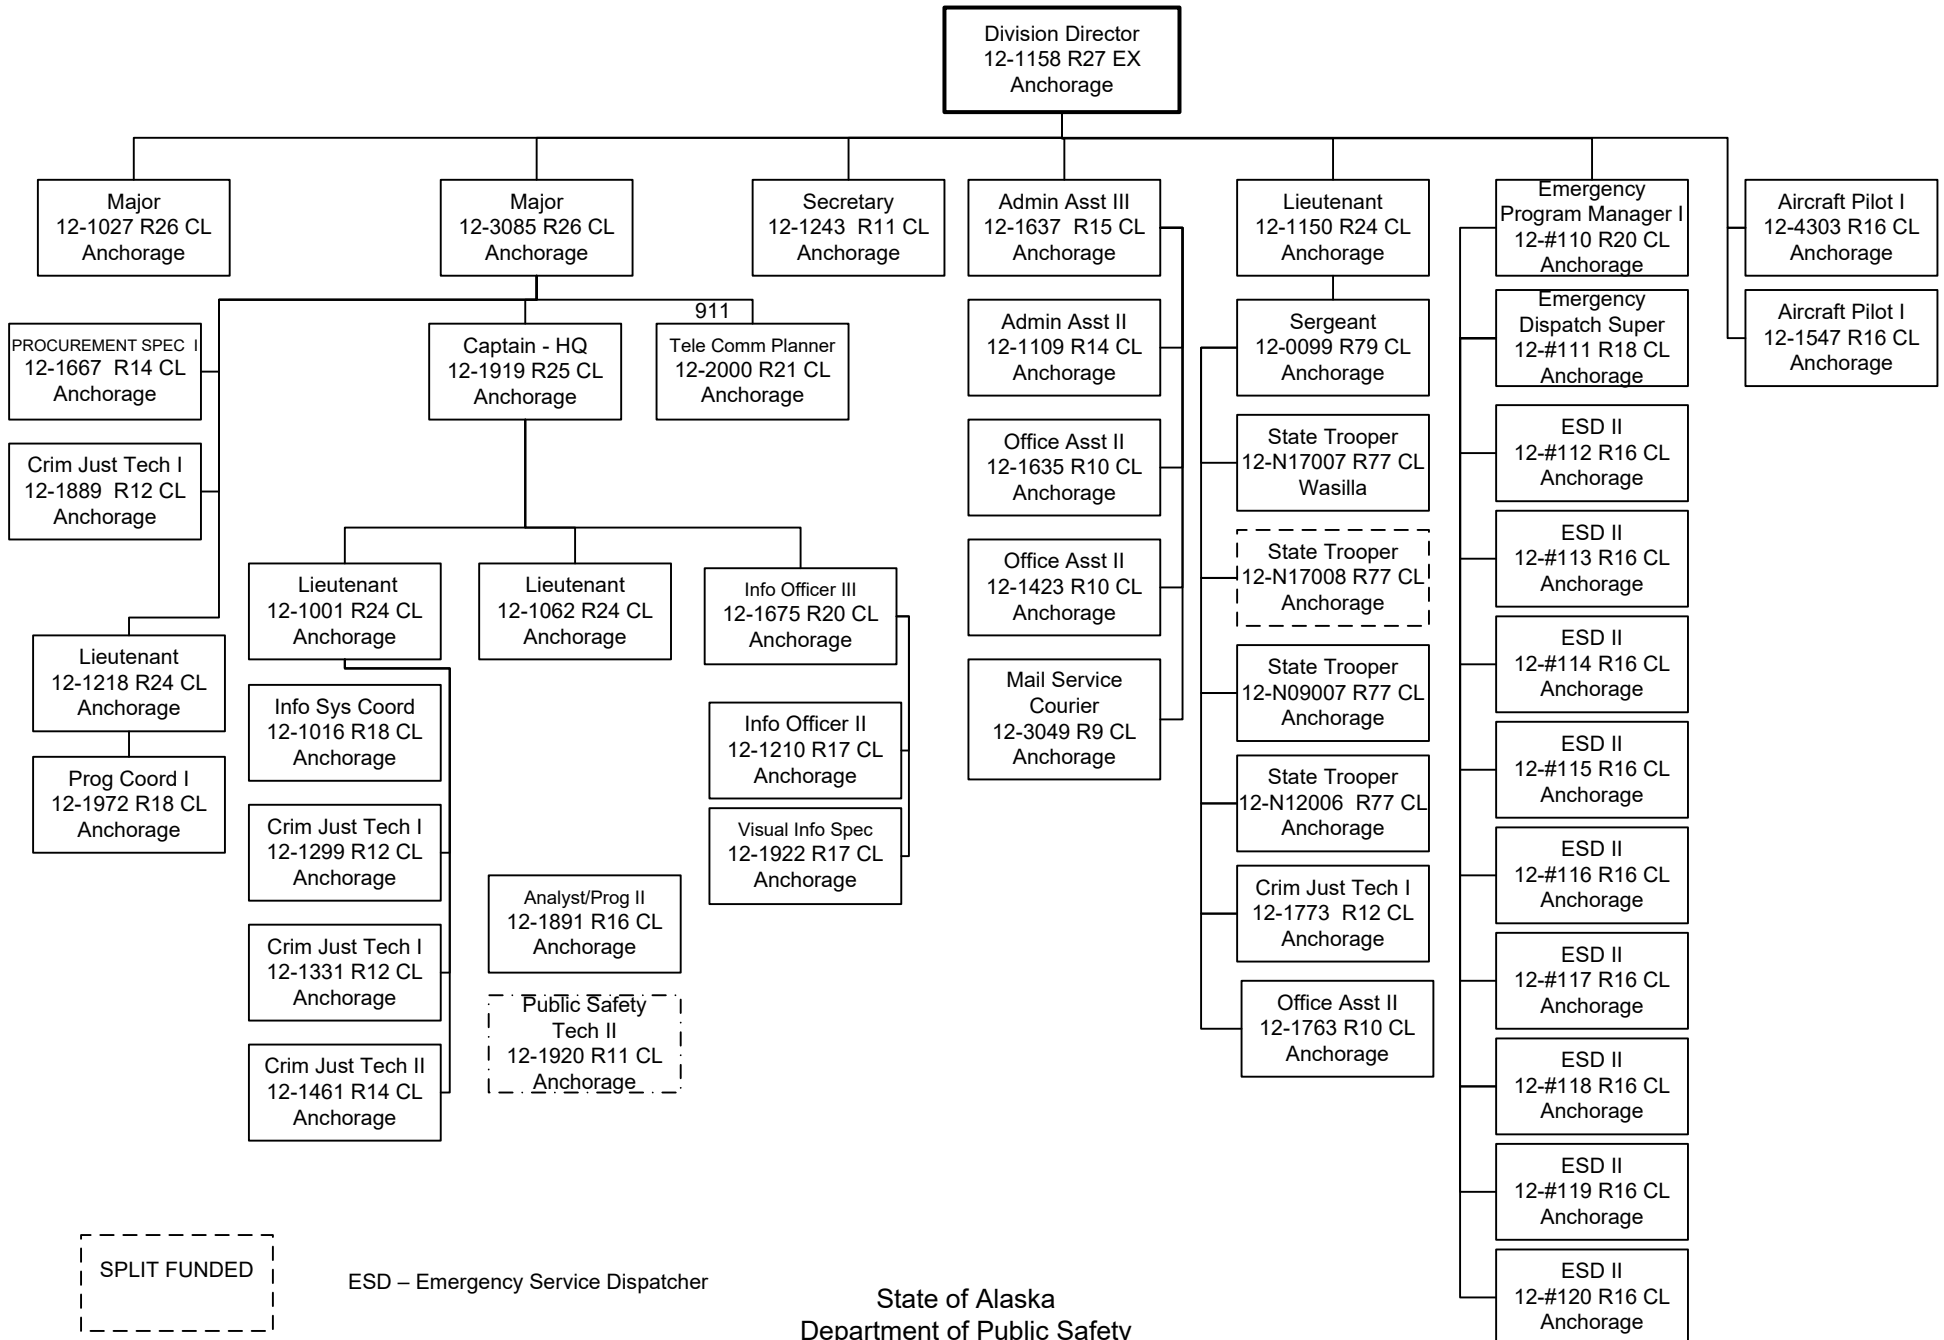 Division Director
12-1158 R27 EX
Anchorage
Major
12-1027 R26 CL
Anchorage
Major
12-3085 R26 CL
Anchorage
Secretary
12-1243 R11 CL
Anchorage
Admin Asst III
12-1637 R15 CL
Anchorage
Lieutenant
12-1150 R24 CL
Anchorage
Emergency
Program Manager I
12-#110 R20 CL
Anchorage
Aircraft Pilot I
12-4303 R16 CL
Anchorage
Aircraft Pilot I
12-1547 R16 CL
Anchorage
PROCUREMENT SPEC I
12-1667 R14 CL
Anchorage
Crim Just Tech I
12-1889 R12 CL
Anchorage
Lieutenant
12-1218 R24 CL
Anchorage
Prog Coord I
12-1972 R18 CL
Anchorage
Captain - HQ
12-1919 R25 CL
Anchorage
911
Tele Comm Planner
12-2000 R21 CL
Anchorage
Lieutenant
12-1001 R24 CL
Anchorage
Info Sys Coord
12-1016 R18 CL
Anchorage
Crim Just Tech I
12-1299 R12 CL
Anchorage
Crim Just Tech I
12-1331 R12 CL
Anchorage
Crim Just Tech II
12-1461 R14 CL
Anchorage
Lieutenant
12-1062 R24 CL
Anchorage
Analyst/Prog II
12-1891 R16 CL
Anchorage
Public Safety
Tech II
12-1920 R11 CL
Anchorage
Info Officer III
12-1675 R20 CL
Anchorage
Info Officer II
12-1210 R17 CL
Anchorage
Visual Info Spec
12-1922 R17 CL
Anchorage
Admin Asst II
12-1109 R14 CL
Anchorage
Office Asst II
12-1635 R10 CL
Anchorage
Office Asst II
12-1423 R10 CL
Anchorage
Mail Service
Courier
12-3049 R9 CL
Anchorage
Sergeant
12-0099 R79 CL
Anchorage
State Trooper
12-N17007 R77 CL
Wasilla
State Trooper
12-N17008 R77 CL
Anchorage
State Trooper
12-N09007 R77 CL
Anchorage
State Trooper
12-N12006 R77 CL
Anchorage
Crim Just Tech I
12-1773 R12 CL
Anchorage
Office Asst II
12-1763 R10 CL
Anchorage
Emergency
Dispatch Super
12-#111 R18 CL
Anchorage
ESD II
12-#112 R16 CL
Anchorage
ESD II
12-#113 R16 CL
Anchorage
ESD II
12-#114 R16 CL
Anchorage
ESD II
12-#115 R16 CL
Anchorage
ESD II
12-#116 R16 CL
Anchorage
ESD II
12-#117 R16 CL
Anchorage
ESD II
12-#118 R16 CL
Anchorage
ESD II
12-#119 R16 CL
Anchorage
ESD II
12-#120 R16 CL
Anchorage
SPLIT FUNDED
ESD – Emergency Service Dispatcher
State of Alaska
Department of Public Safety